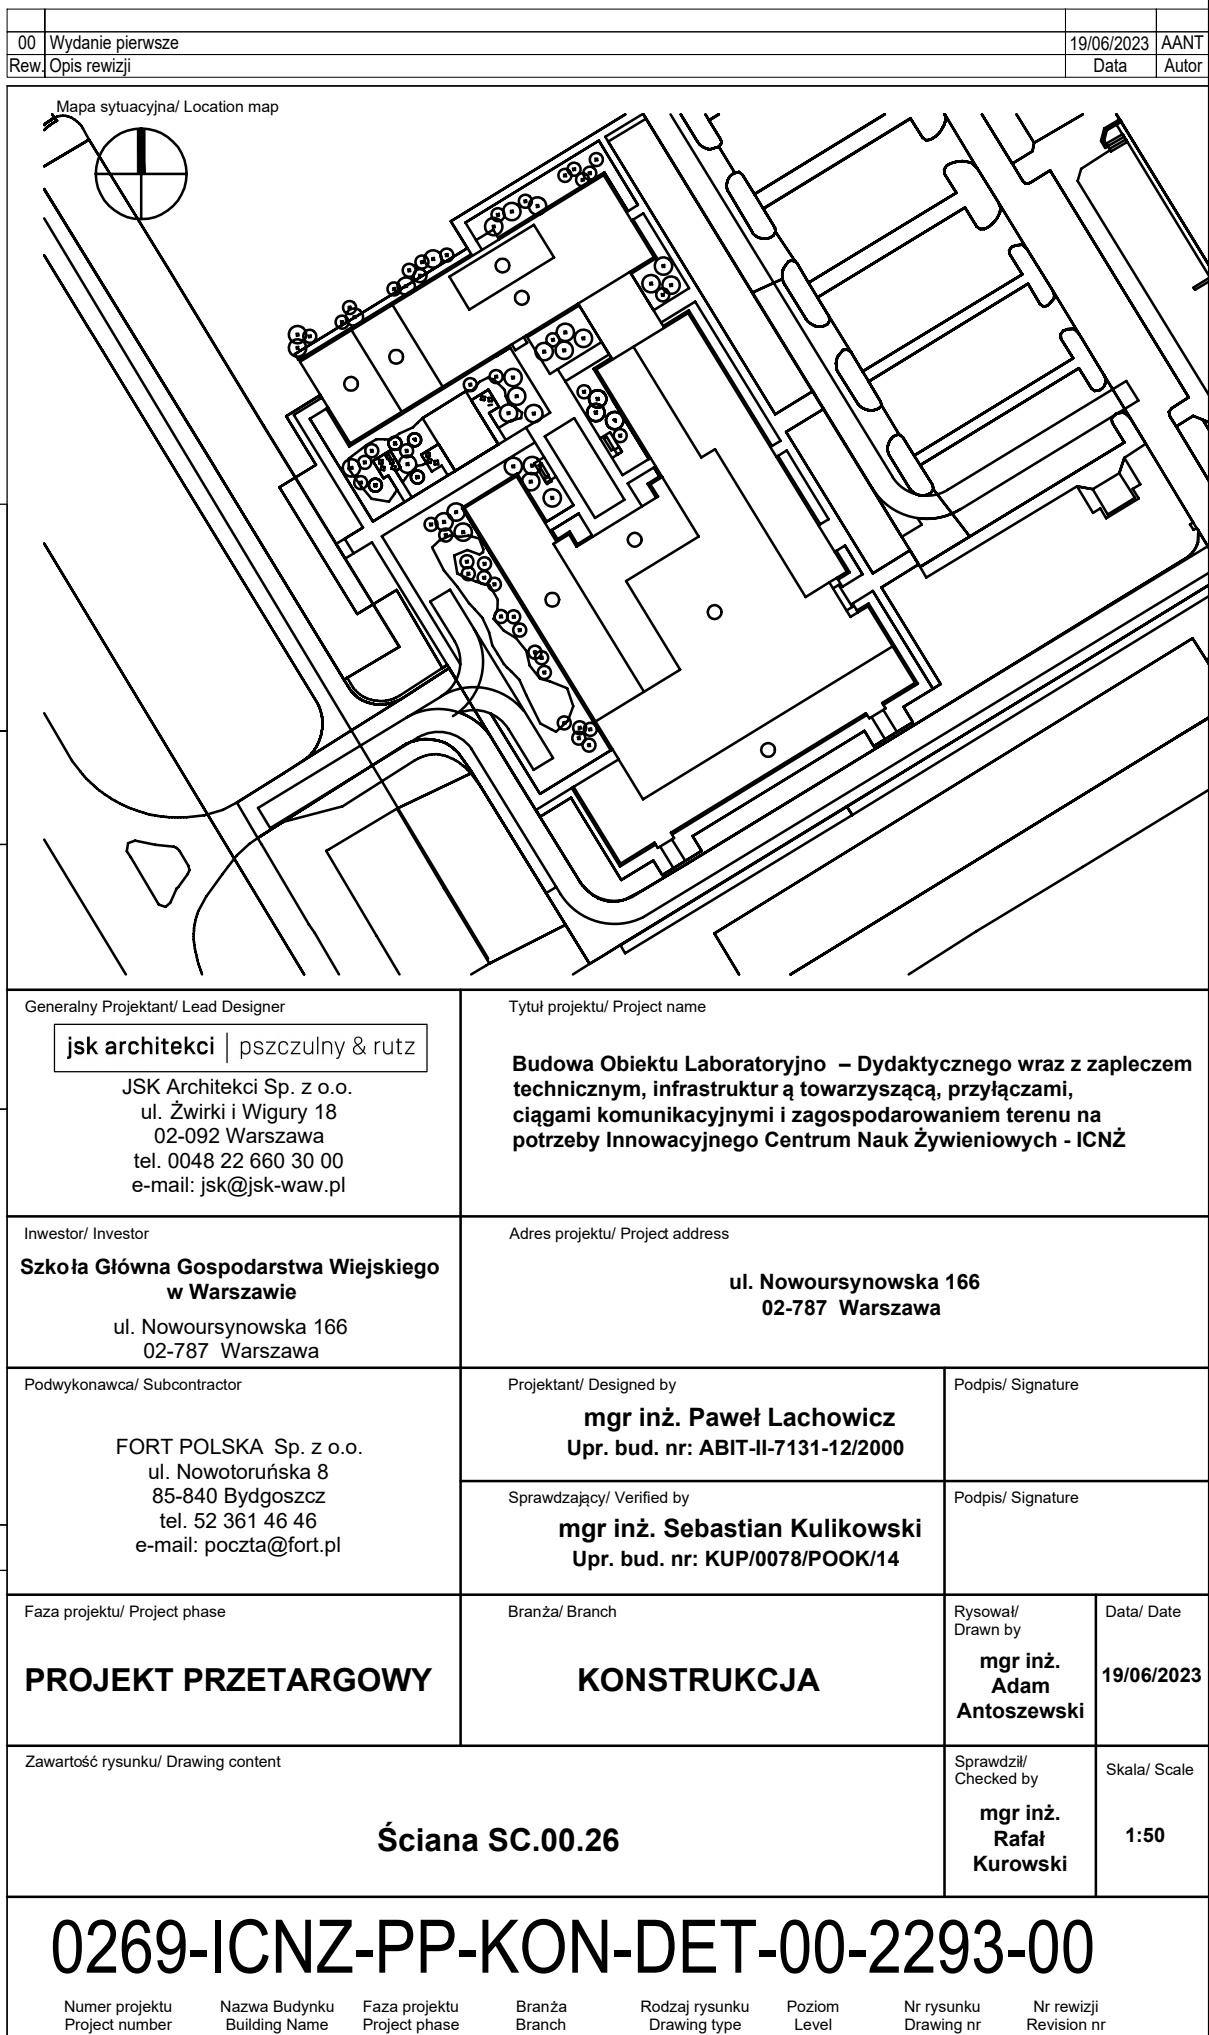 00 Wydanie pierwsze 19/06/2023 AANT
Rew. Opis rewizji Data Autor
Mapa sytuacyjna/ Location map
Generalny Projektant/ Lead Designer
jsk architekci | pszczulny & rutz
JSK Architekci Sp. z o.o.
ul. Żwirki i Wigury 18
02-092 Warszawa
tel. 0048 22 660 30 00
e-mail: jsk@jsk-waw.pl
Tytuł projektu/ Project name
Budowa Obiektu Laboratoryjno – Dydaktycznego wraz z zapleczem
technicznym, infrastruktur ą towarzyszącą, przyłączami,
ciągami komunikacyjnymi i zagospodarowaniem terenu na
potrzeby Innowacyjnego Centrum Nauk Żywieniowych - ICNŻ
Inwestor/ Investor
Szkoła Główna Gospodarstwa Wiejskiego
w Warszawie
ul. Nowoursynowska 166
02-787 Warszawa
Adres projektu/ Project address
ul. Nowoursynowska 166
02-787 Warszawa
Podwykonawca/ Subcontractor
FORT POLSKA Sp. z o.o.
ul. Nowotoruńska 8
85-840 Bydgoszcz
tel. 52 361 46 46
e-mail: poczta@fort.pl
Projektant/ Designed by
mgr inż. Paweł Lachowicz
Upr. bud. nr: ABIT-II-7131-12/2000
Podpis/ Signature
Sprawdzający/ Verified by
mgr inż. Sebastian Kulikowski
Upr. bud. nr: KUP/0078/POOK/14
Podpis/ Signature
Faza projektu/ Project phase
PROJEKT PRZETARGOWY
Branża/ Branch
KONSTRUKCJA
Rysował/
Drawn by
mgr inż.
Adam
Antoszewski
Data/ Date
19/06/2023
Zawartość rysunku/ Drawing content
Ściana SC.00.26
Sprawdził/
Checked by
mgr inż.
Rafał
Kurowski
Skala/ Scale
1:50
0269-ICNZ-PP-KON-DET-00-2293-00
Numer projektu Nazwa Budynku Faza projektu Branża Rodzaj rysunku Poziom Nr rysunku Nr rewizji
Project number Building Name Project phase Branch Drawing type Level Drawing nr Revision nr